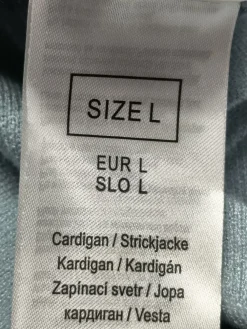 SIZE L
EUR L
SLO L
Cardigan / Strickjacke
Kardigan / Kardigán
Zapínací svetr / Jopa
кардиган / Vesta